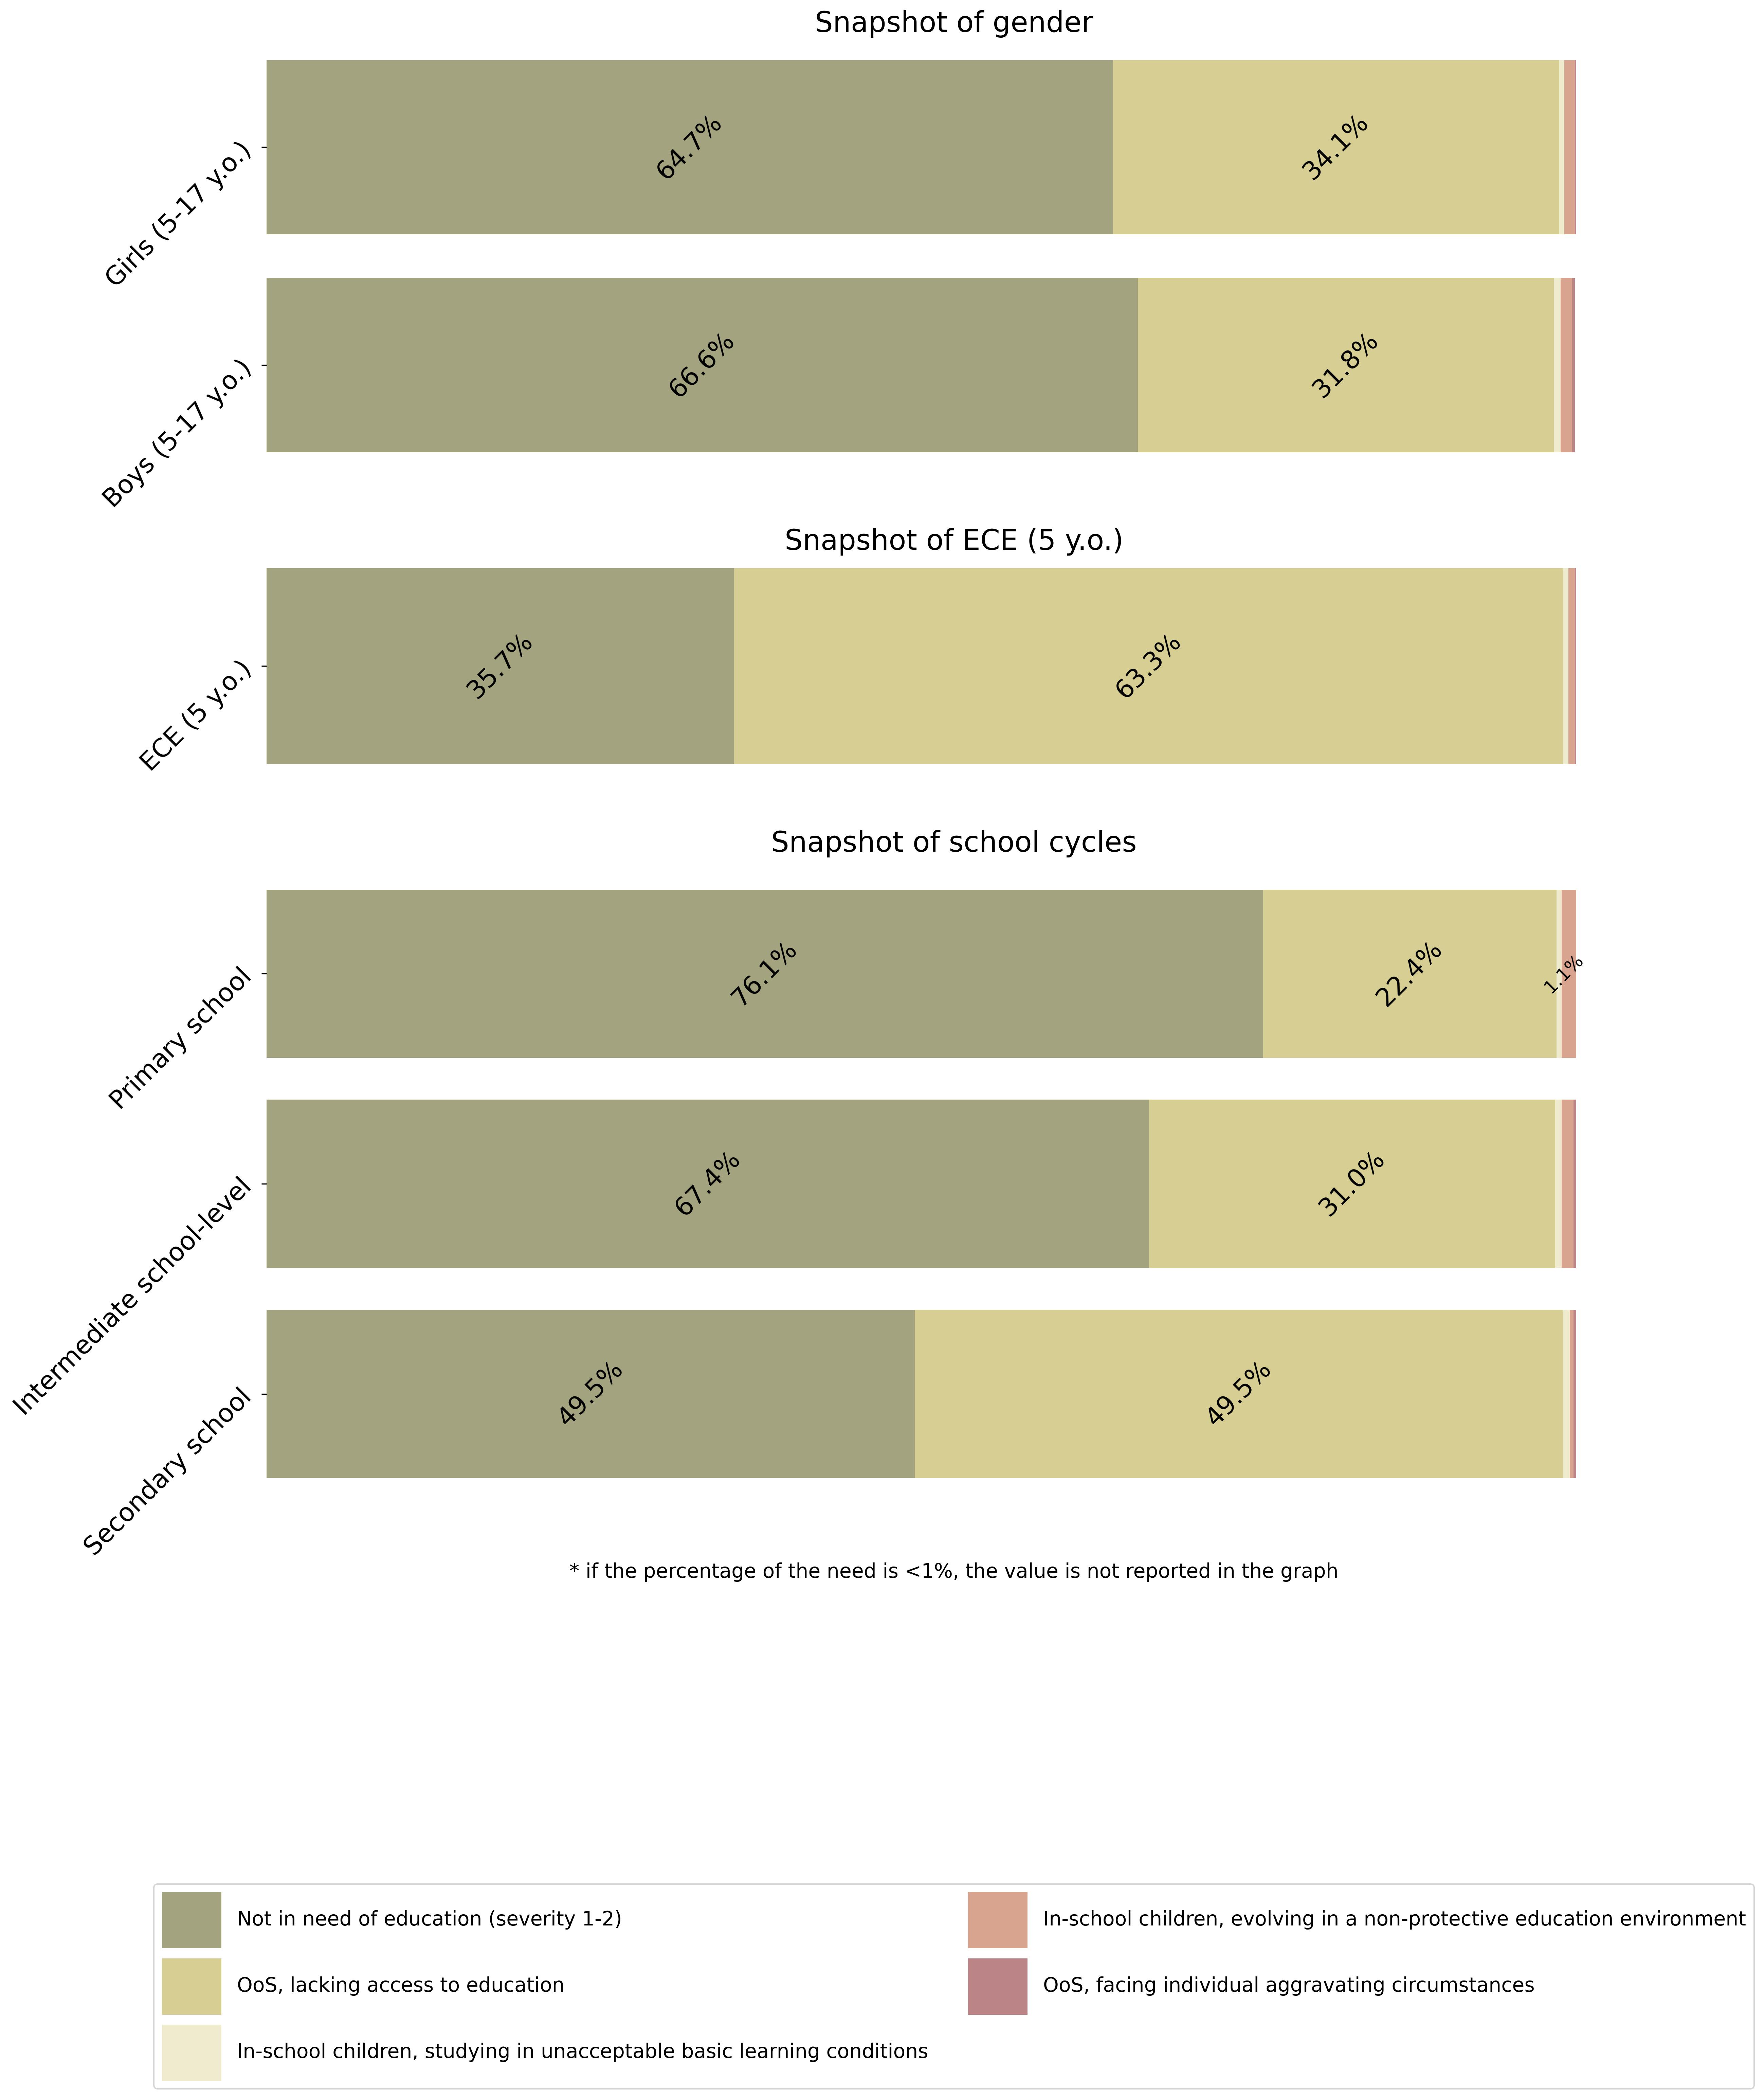 Snapshot of gender
Girls (5-17 y.o.)
64.7%
34.1%
Boys (5-17 y.o.)
66.6%
31.8%
Snapshot of ECE (5 y.o.)
ECE (5 y.o.)
35.7%
63.3%
Snapshot of school cycles
Primary school
76.1%
22.4%
1.1%
Intermediate school-level
67.4%
31.0%
Secondary school
49.5%
49.5%
* if the percentage of the need is <1%, the value is not reported in the graph
Not in need of education (severity 1-2)
OoS, lacking access to education
In-school children, studying in unacceptable basic learning conditions
In-school children, evolving in a non-protective education environment
OoS, facing individual aggravating circumstances